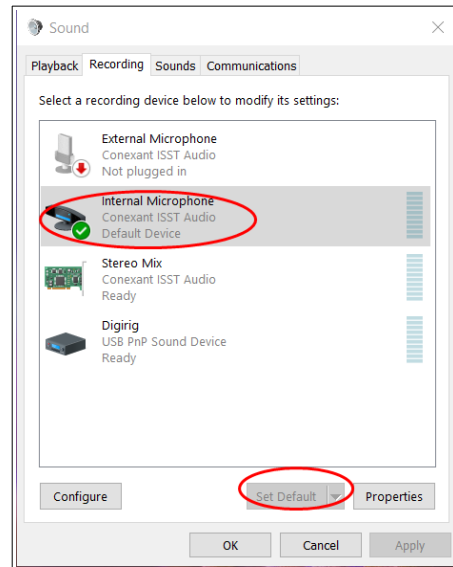 Sound
Playback Recording Sounds Communications
Select a recording device below to modify its settings:
External Microphone
Conexant ISST Audio
Not plugged in
Internal Microphone
Conexant ISST Audio
Default Device
Stereo Mix
Conexant ISST Audio
Ready
Digirig
USB PnP Sound Device
Ready
Configure Set Default Properties
OK Cancel Apply